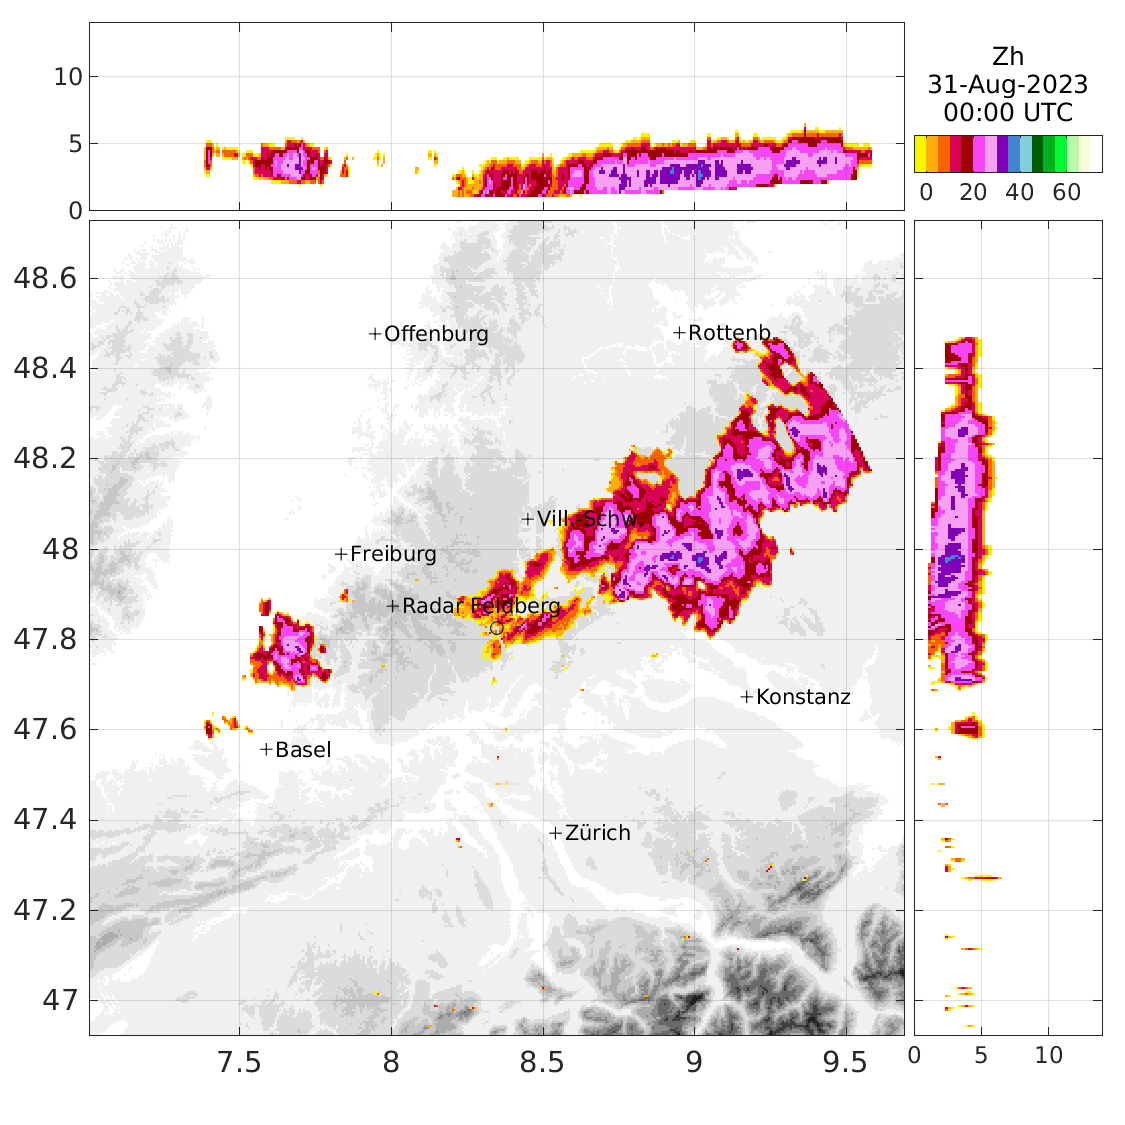 10
5
0
Zh
31-Aug-2023
00:00 UTC
0 20 40 60
48.6
48.4
48.2
48
47.8
47.6
47.4
47.2
47
+Offenburg
+Rottenb.
+Vill.-Schw.
+Freiburg
+Radar Feldberg
+Konstanz
+Basel
+Zürich
7.5 8 8.5 9 9.5
0 5 10